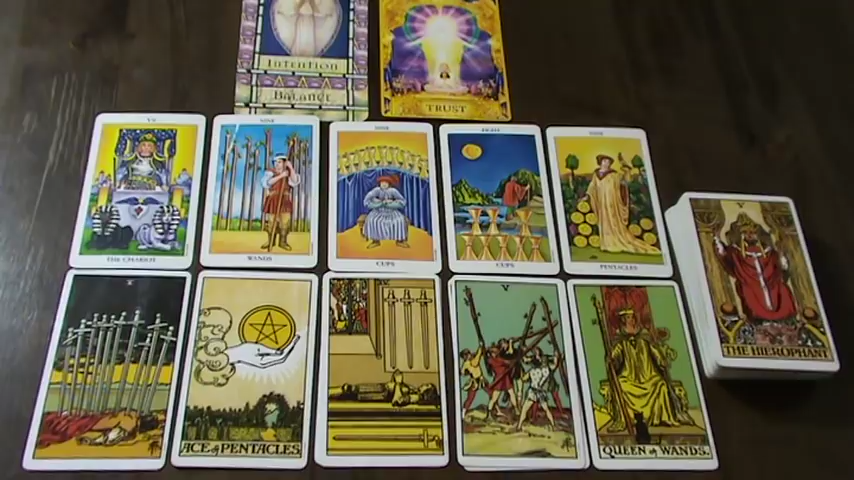 Intention
Balance
TRUST
VII
NINE
NINE
EIGHT
NINE
THE CHARIOT
WANDS
CUPS
CUPS
PENTACLES
V
THE HIEROPHANT
X
V
ACE of PENTACLES
QUEEN of WANDS.